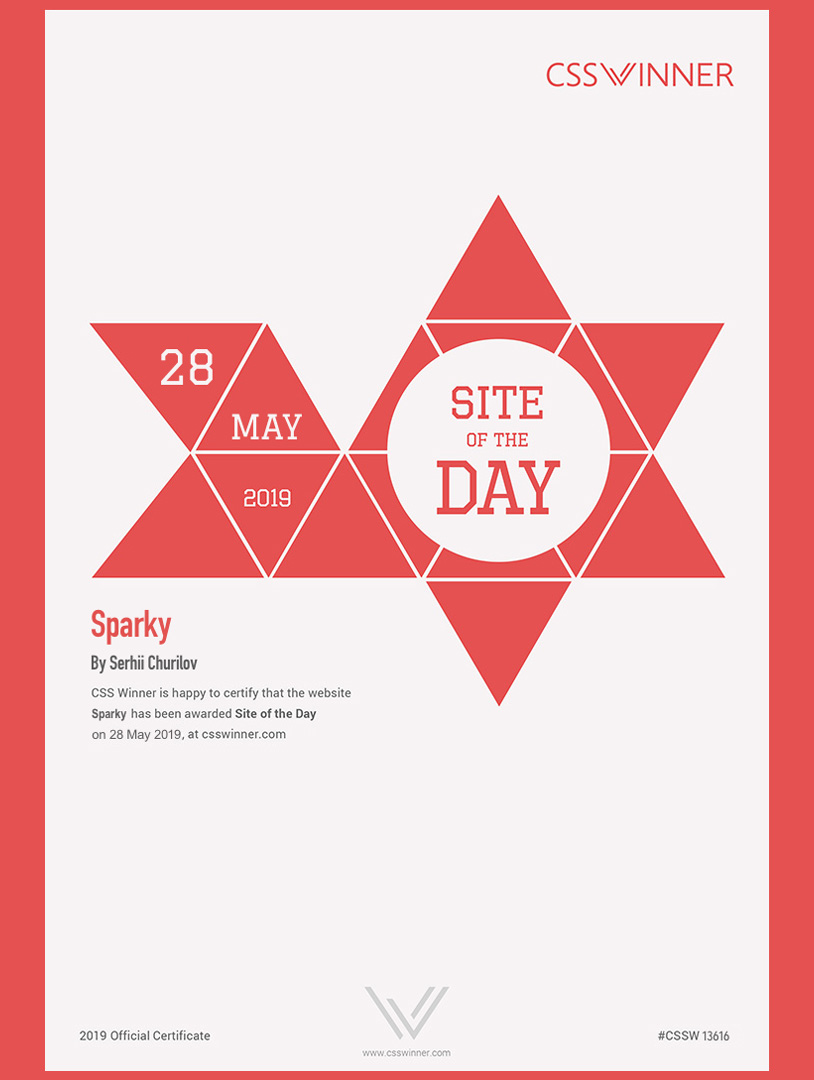 CSSWINNER
28
MAY
2019
SITE
OF THE
DAY
Sparky
By Serhii Churilov
CSS Winner is happy to certify that the website
Sparky has been awarded Site of the Day
on 28 May 2019, at csswinner.com
2019 Official Certificate
www.csswinner.com
#CSSW 13616